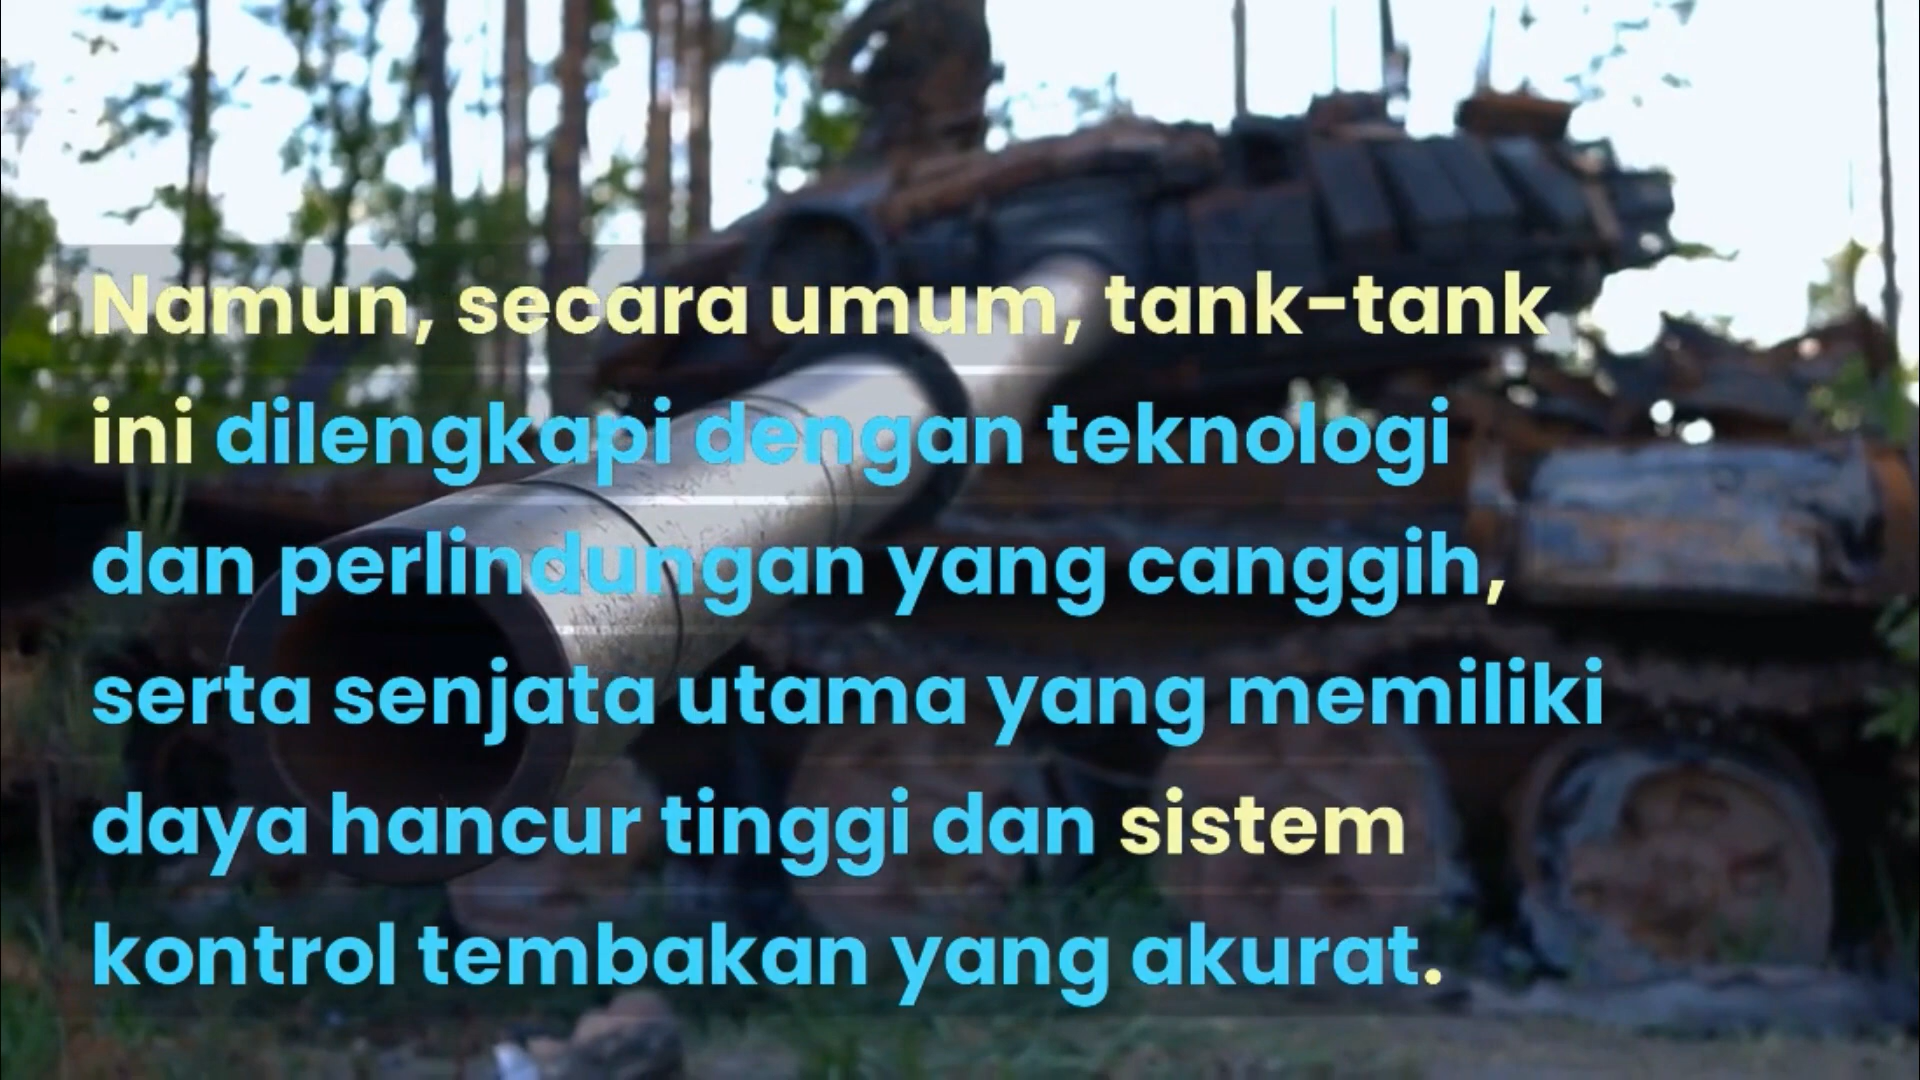 Namun, secara umum, tank-tank
ini dilengkapi dengan teknologi
dan perlindungan yang canggih,
serta senjata utama yang memiliki
daya hancur tinggi dan sistem
kontrol tembakan yang akurat.